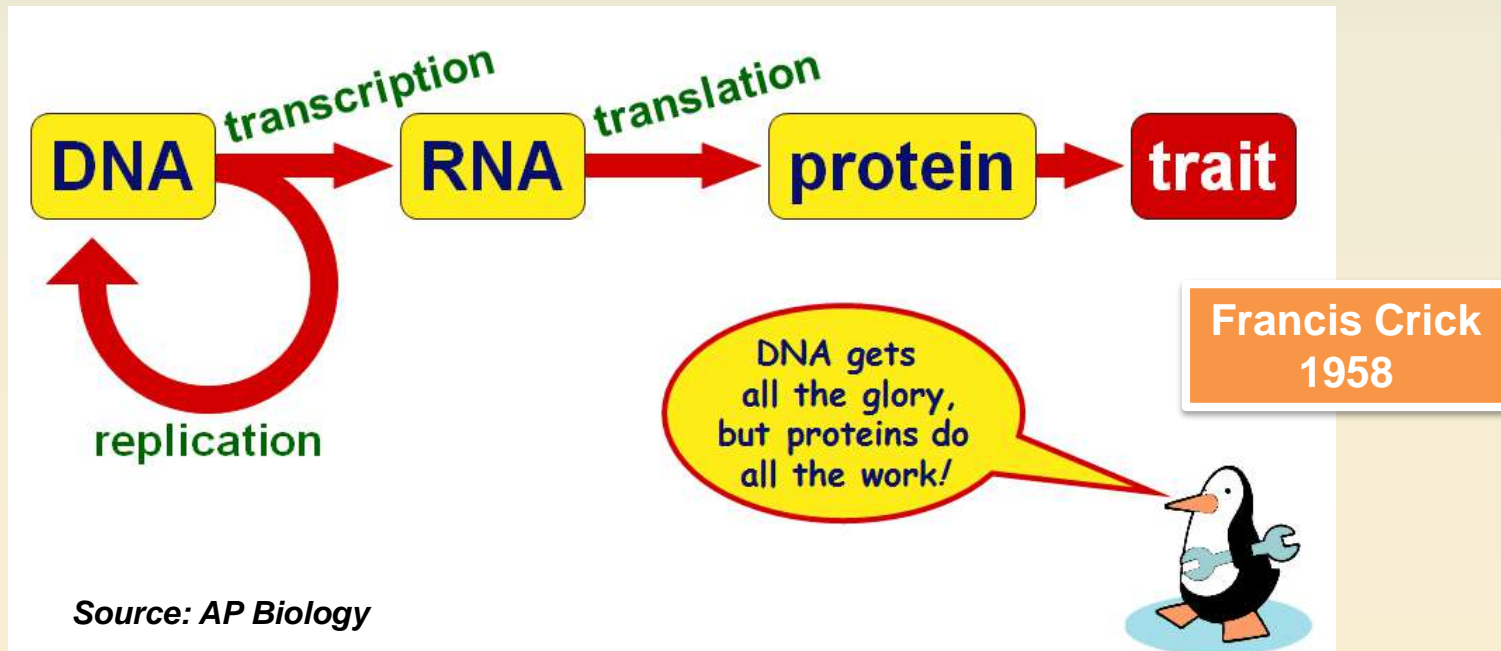 transcription
translation
DNA
RNA
protein
trait
replication
DNA gets
all the glory,
but proteins do
all the work!
Francis Crick
1958
Source: AP Biology